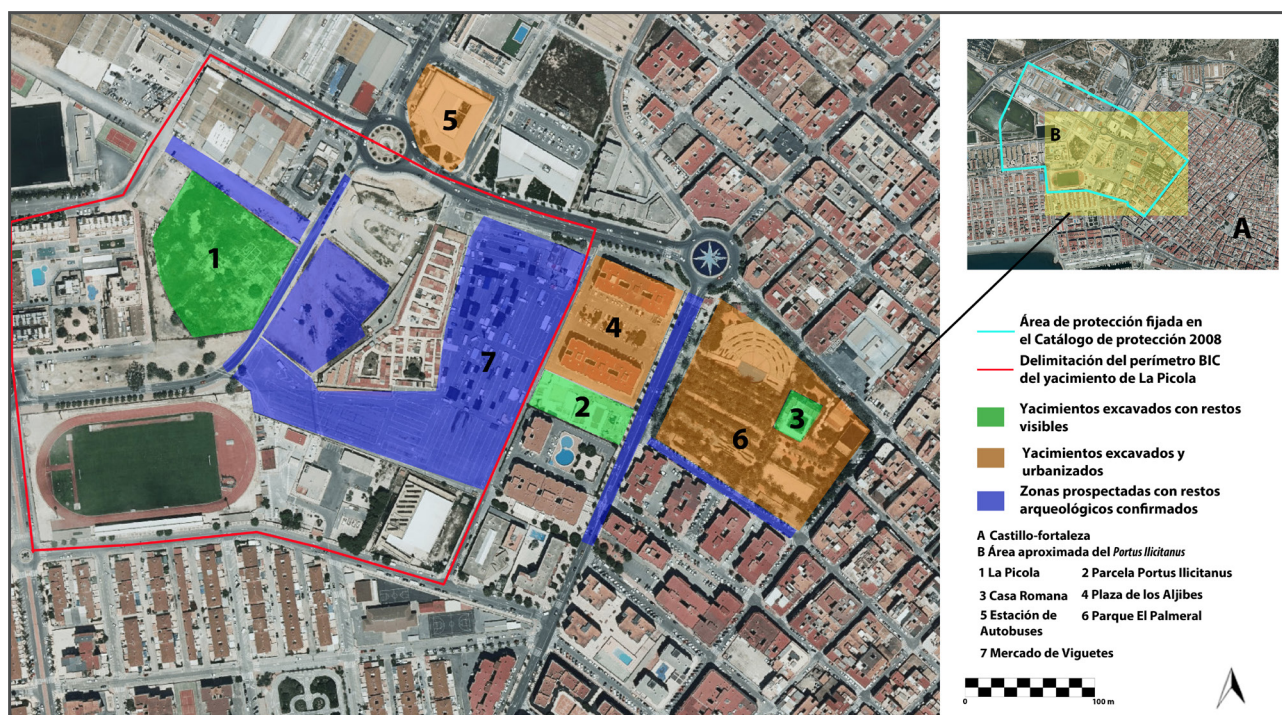 5
1
7
4
2
3
6
B
A
Área de protección fijada en
el Catálogo de protección 2008
Delimitación del perímetro BIC
del yacimiento de La Picola
Yacimientos excavados con restos
visibles
Yacimientos excavados y
urbanizados
Zonas prospectadas con restos
arqueológicos confirmados
A Castillo-fortaleza
B Área aproximada del Portus Ilicitanus
1 La Picola
2 Parcela Portus Ilicitanus
3 Casa Romana
4 Plaza de los Aljibes
5 Estación de
Autobuses
6 Parque El Palmeral
7 Mercado de Viguetes
0
100 m